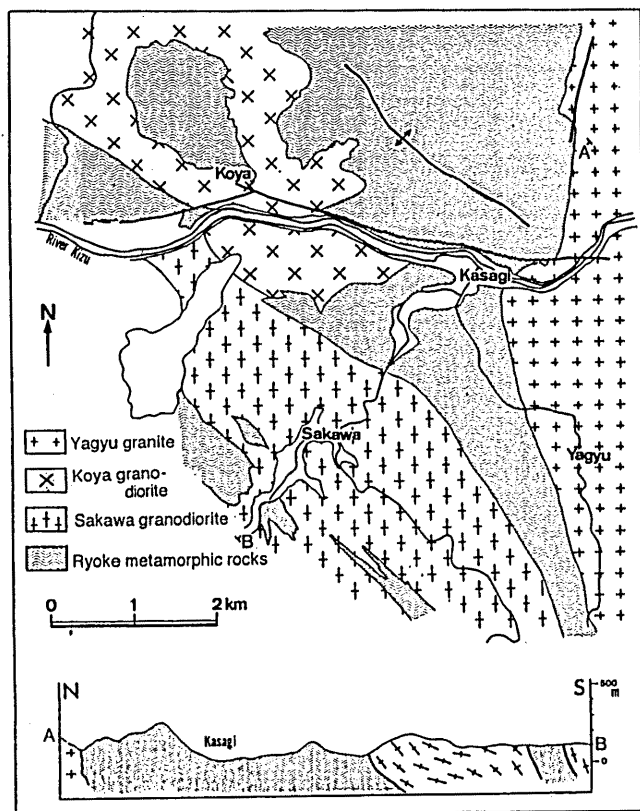 Koya
A
River Kizu
Kasagi
N
Sakawa
Yagyu
B
Yagyu granite
Koya grano-
diorite
Sakawa granodiorite
Ryoke metamorphic rocks
0 1 2 km
N S
500
m
A Kasagi B
0